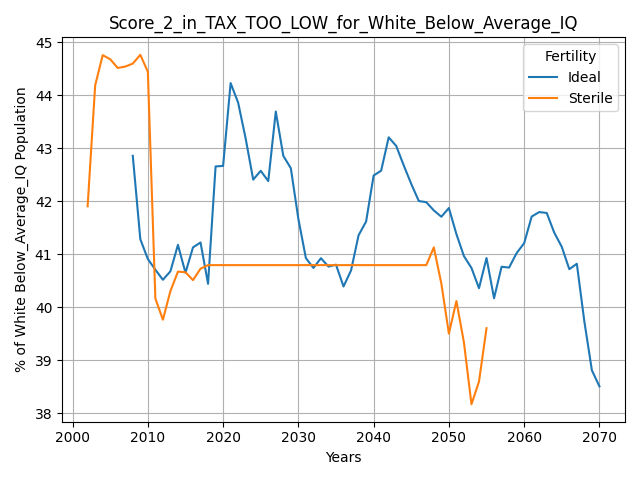 Score_2_in_TAX_TOO_LOW_for_White_Below_Average_IQ
% of White Below_Average_IQ Population
45
44
43
42
41
40
39
38
Fertility
Ideal
Sterile
2000 2010 2020 2030 2040 2050 2060 2070
Years